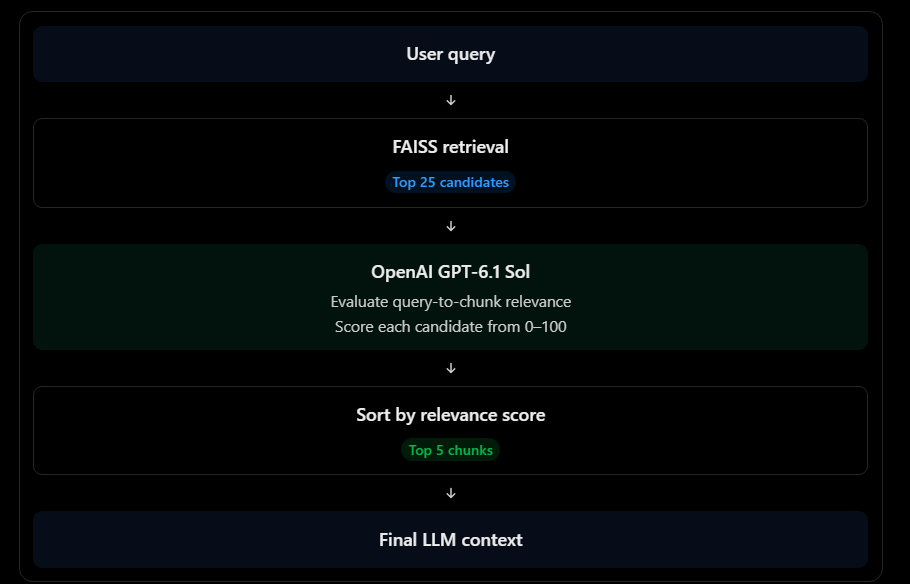 User query
↓
FAISS retrieval
Top 25 candidates
↓
OpenAI GPT-6.1 Sol
Evaluate query-to-chunk relevance
Score each candidate from 0–100
↓
Sort by relevance score
Top 5 chunks
↓
Final LLM context